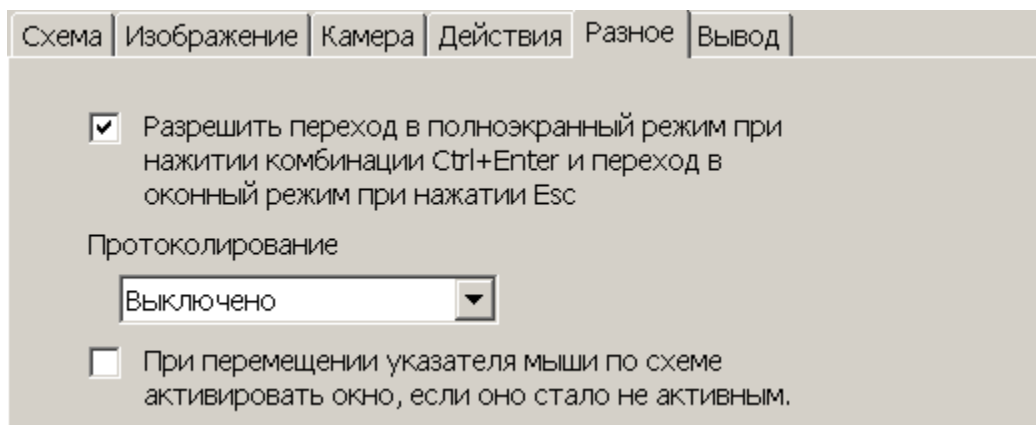 Схема Изображение Камера Действия Разное Вывод
Разрешить переход в полноэкранный режим при
нажитии комбинации Ctrl+Enter и переход в
оконный режим при нажатии Esc
Протоколирование
Выключено
При перемещении указателя мыши по схеме
активировать окно, если оно стало не активным.